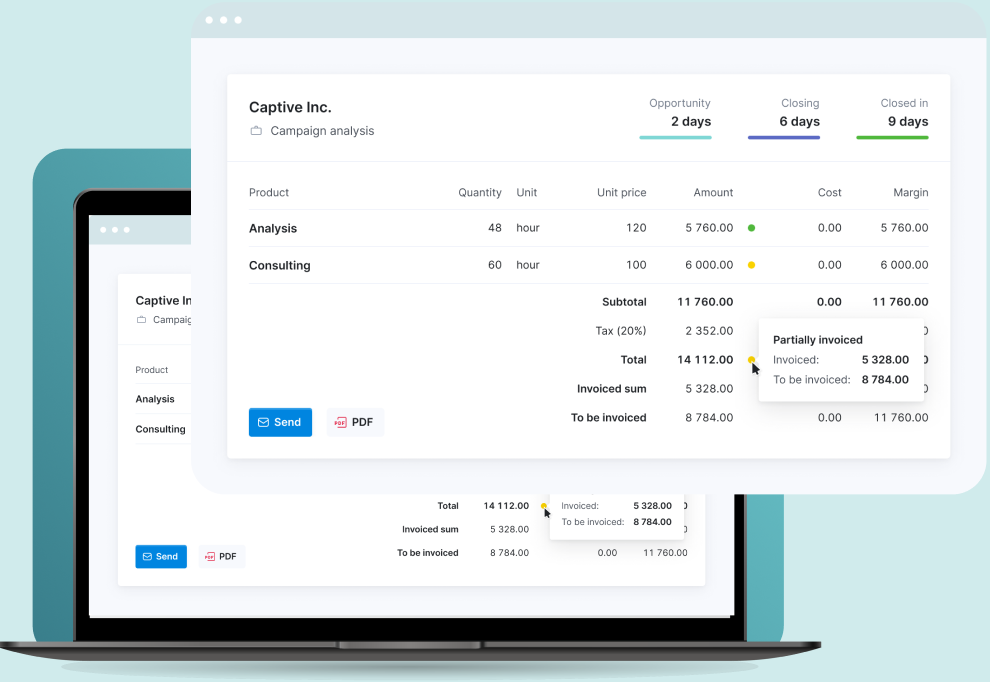 Captive Inc.
Campaign analysis
Opportunity Closing Closed in
2 days 6 days 9 days
Product Quantity Unit Unit price Amount Cost Margin
Analysis 48 hour 120 5 760.00 0.00 5 760.00
Consulting 60 hour 100 6 000.00 0.00 6 000.00
Subtotal 11 760.00 0.00 11 760.00
Tax (20%) 2 352.00
Total 14 112.00
Invoiced sum 5 328.00
To be invoiced 8 784.00 0.00 11 760.00
Partially invoiced
Invoiced: 5 328.00
To be invoiced: 8 784.00
Send PDF PDF
Captive In
Campaig
Product
Analysis
Consulting
Total 14 112.00
Invoiced sum 5 328.00
To be invoiced 8 784.00 0.00 11 760.00
Invoiced: 5 328.00
To be invoiced: 8 784.00
Send PDF PDF